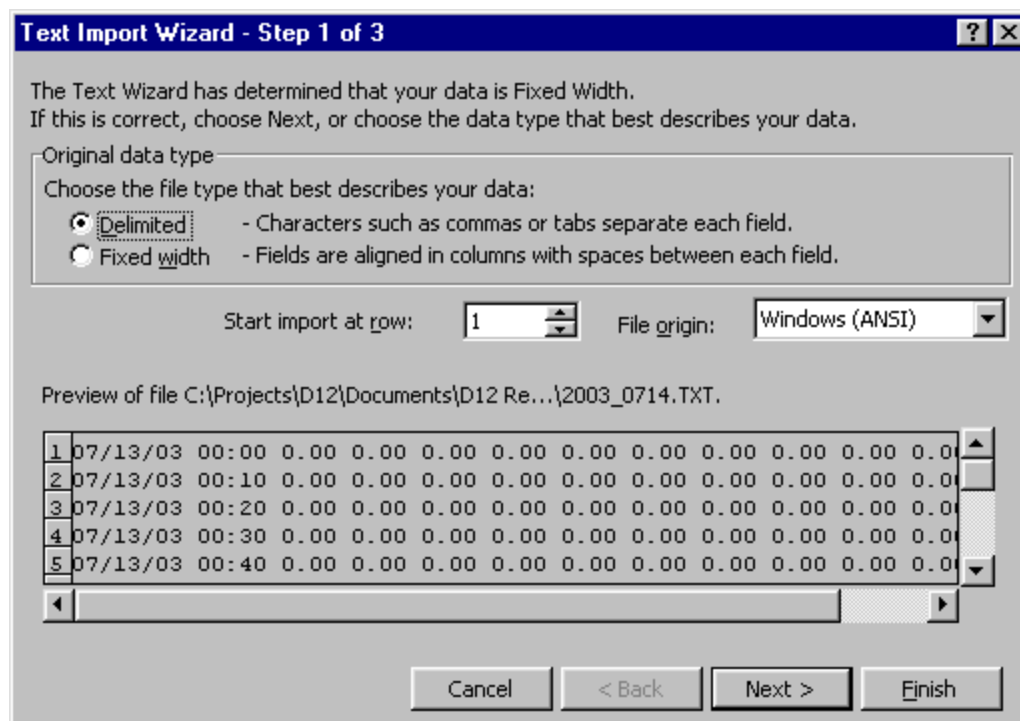 Text Import Wizard - Step 1 of 3
The Text Wizard has determined that your data is Fixed Width.
If this is correct, choose Next, or choose the data type that best describes your data.
Original data type
Choose the file type that best describes your data:
Delimited - Characters such as commas or tabs separate each field.
Fixed width - Fields are aligned in columns with spaces between each field.
Start import at row: 1 File origin: Windows (ANSI)
Preview of file C:\Projects\D12\Documents\D12 Re...\2003_0714.TXT.
1 07/13/03 00:00 0.00 0.00 0.00 0.00 0.00 0.00 0.00 0.00 0.00 0.0
2 07/13/03 00:10 0.00 0.00 0.00 0.00 0.00 0.00 0.00 0.00 0.00 0.0
3 07/13/03 00:20 0.00 0.00 0.00 0.00 0.00 0.00 0.00 0.00 0.00 0.0
4 07/13/03 00:30 0.00 0.00 0.00 0.00 0.00 0.00 0.00 0.00 0.00 0.0
5 07/13/03 00:40 0.00 0.00 0.00 0.00 0.00 0.00 0.00 0.00 0.00 0.0
Cancel < Back Next > Finish